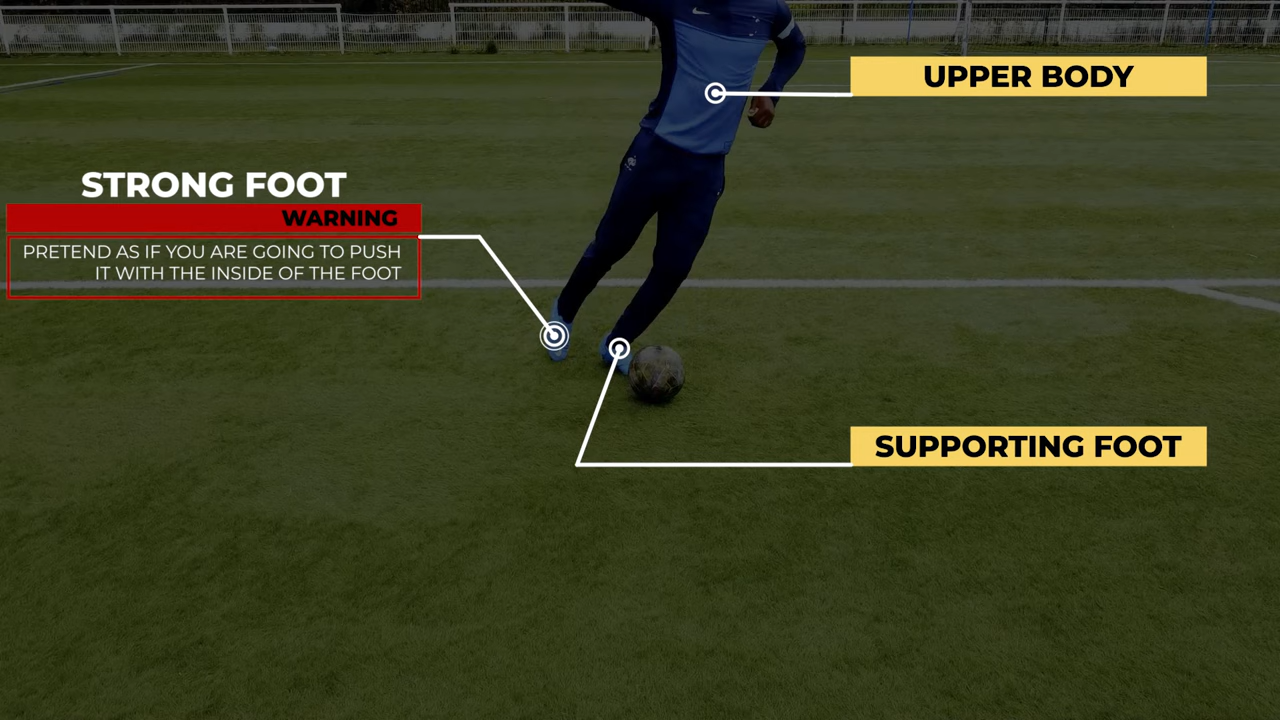 UPPER BODY
STRONG FOOT
WARNING
PRETEND AS IF YOU ARE GOING TO PUSH
IT WITH THE INSIDE OF THE FOOT
SUPPORTING FOOT